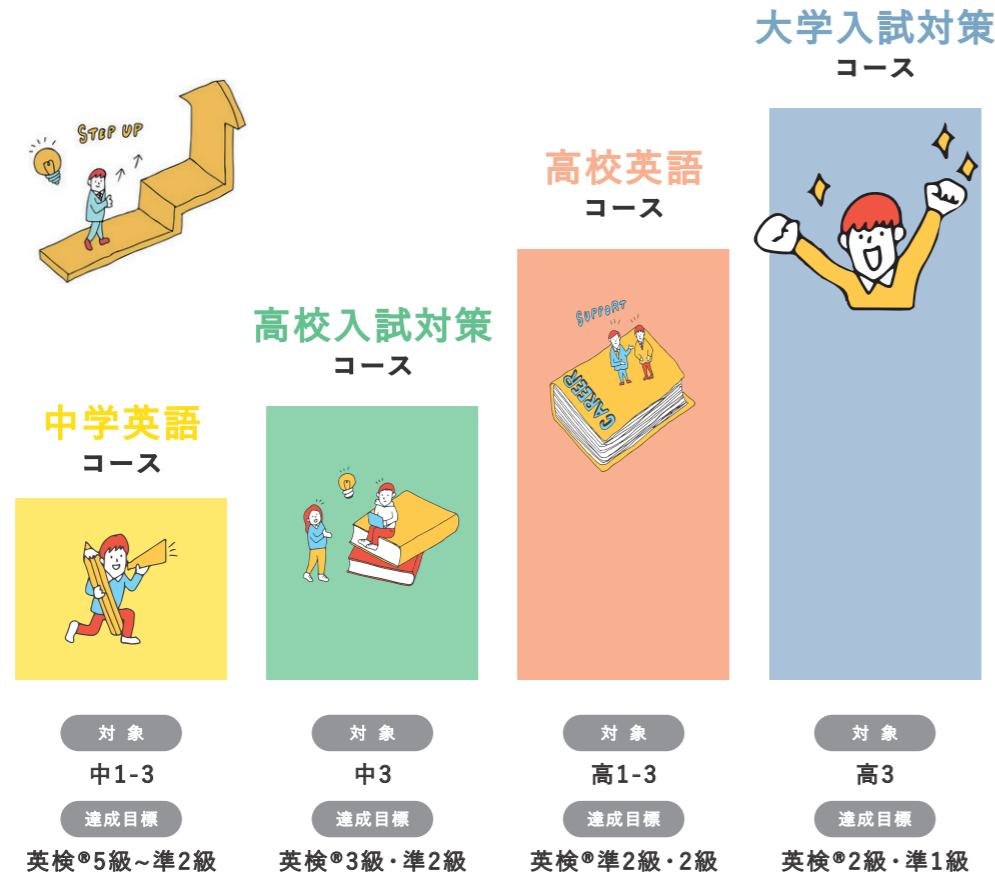 大学入試対策
コース
STEP UP
高校英語
コース
SUPPORT
CAREER
高校入試対策
コース
中学英語
コース
対象
中1-3
達成目標
英検®5級~準2級
対象
中3
達成目標
英検®3級・準2級
対象
高1-3
達成目標
英検®準2級・2級
対象
高3
達成目標
英検®2級・準1級